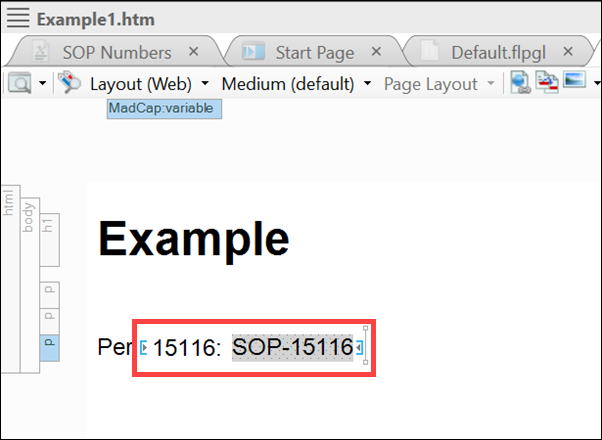 Example1.htm
SOP Numbers
Start Page
Default.flpgl
Layout (Web)
Medium (default)
Page Layout
MadCap:variable
html
body
h1
p
p
p
Example
Per 15116: SOP-15116